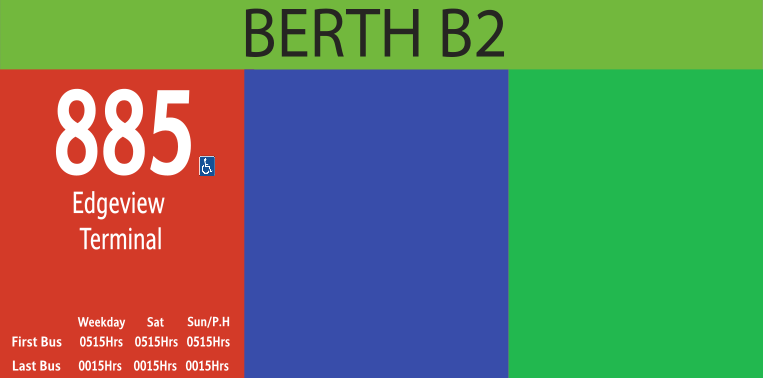 BERTH B2
885
Edgeview
Terminal
Weekday Sat Sun/P.H
First Bus 0515Hrs 0515Hrs 0515Hrs
Last Bus 0015Hrs 0015Hrs 0015Hrs